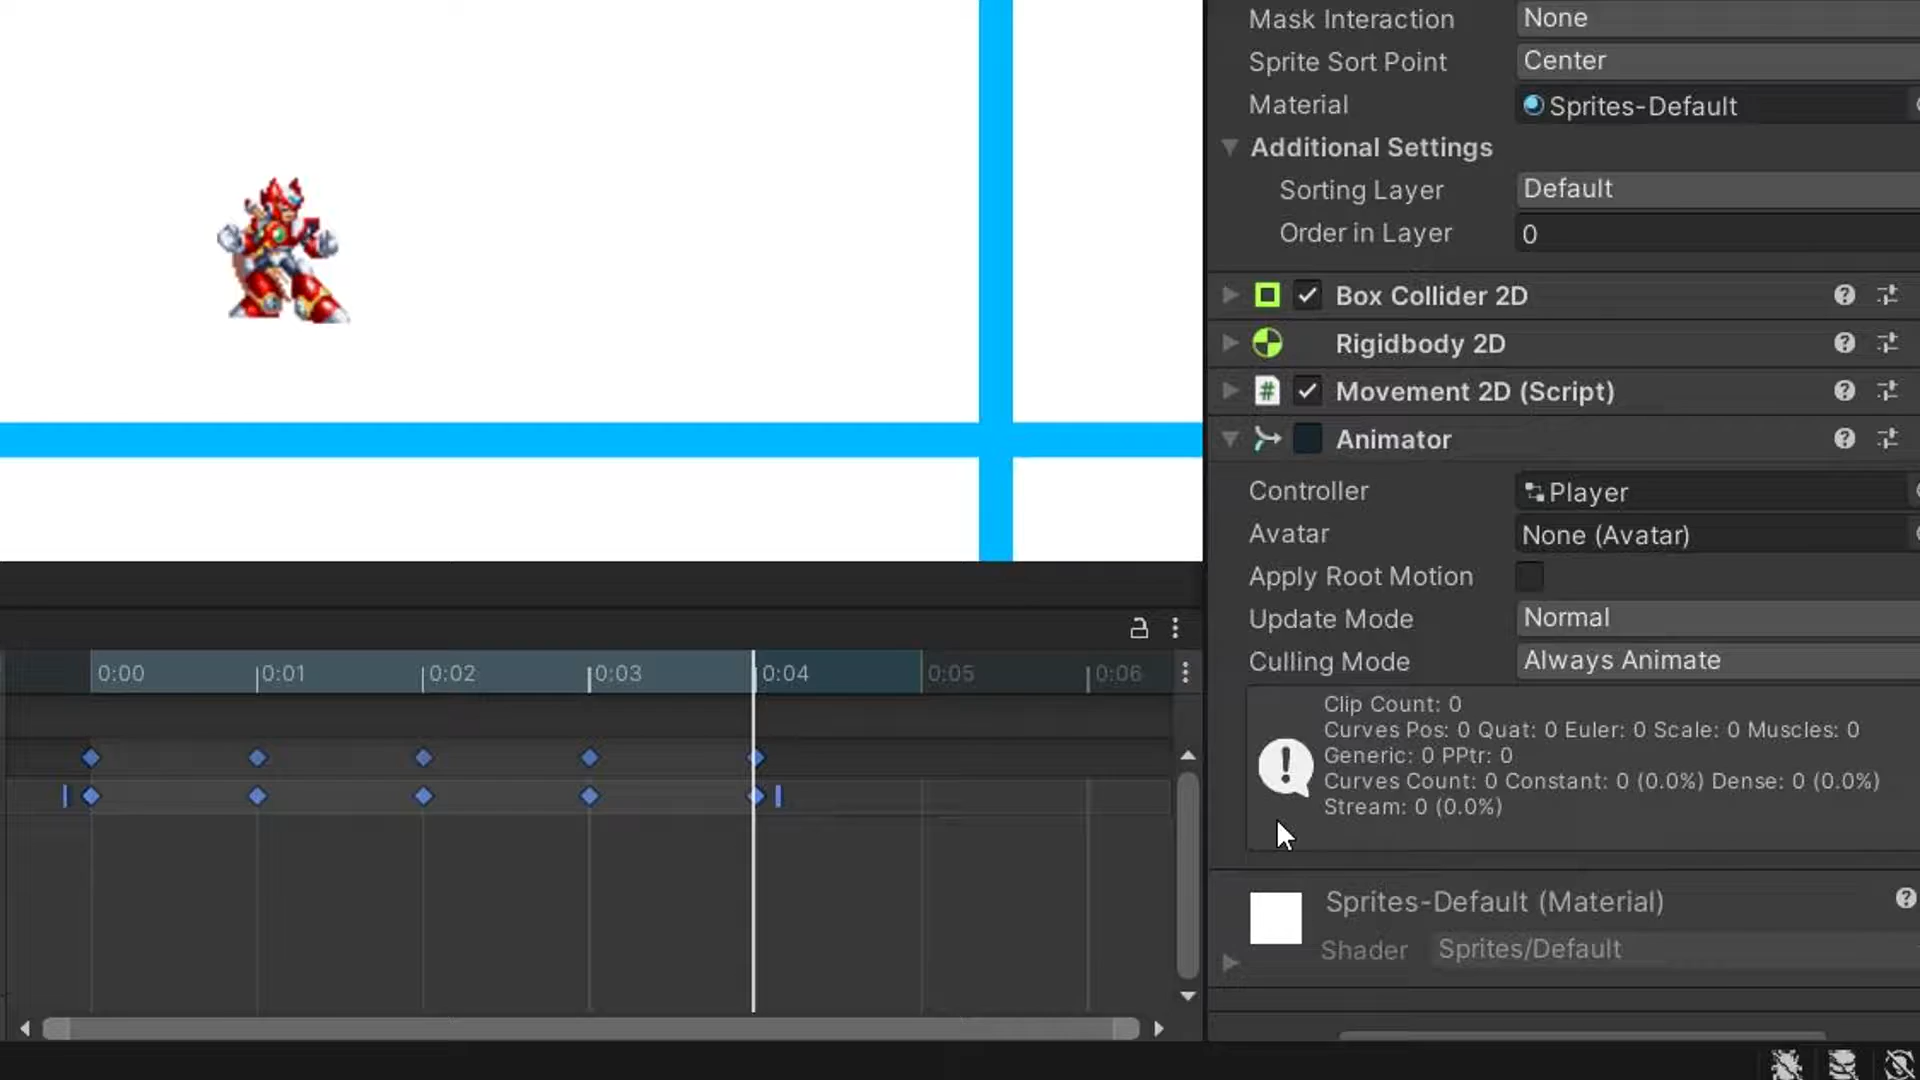 Mask Interaction None
Sprite Sort Point Center
Material Sprites-Default
Additional Settings
Sorting Layer Default
Order in Layer 0
Box Collider 2D
Rigidbody 2D
# Movement 2D (Script)
Animator
Controller Player
Avatar None (Avatar)
Apply Root Motion
Update Mode Normal
Culling Mode Always Animate
Clip Count: 0
Curves Pos: 0 Quat: 0 Euler: 0 Scale: 0 Muscles: 0
Generic: 0 PPtr: 0
Curves Count: 0 Constant: 0 (0.0%) Dense: 0 (0.0%)
Stream: 0 (0.0%)
Sprites-Default (Material)
Shader Sprites/Default
0:00 0:01 0:02 0:03 0:04 0:05 0:06